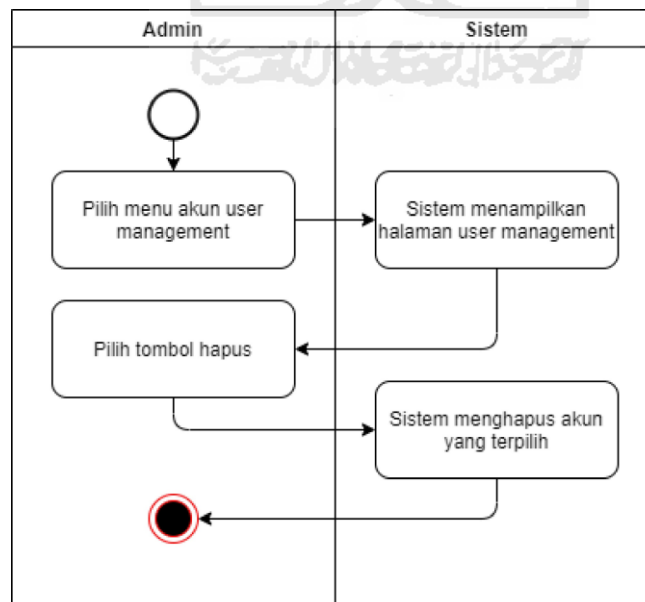 Admin
Sistem
Pilih menu akun user
management
Sistem menampilkan
halaman user management
Pilih tombol hapus
Sistem menghapus akun
yang terpilih